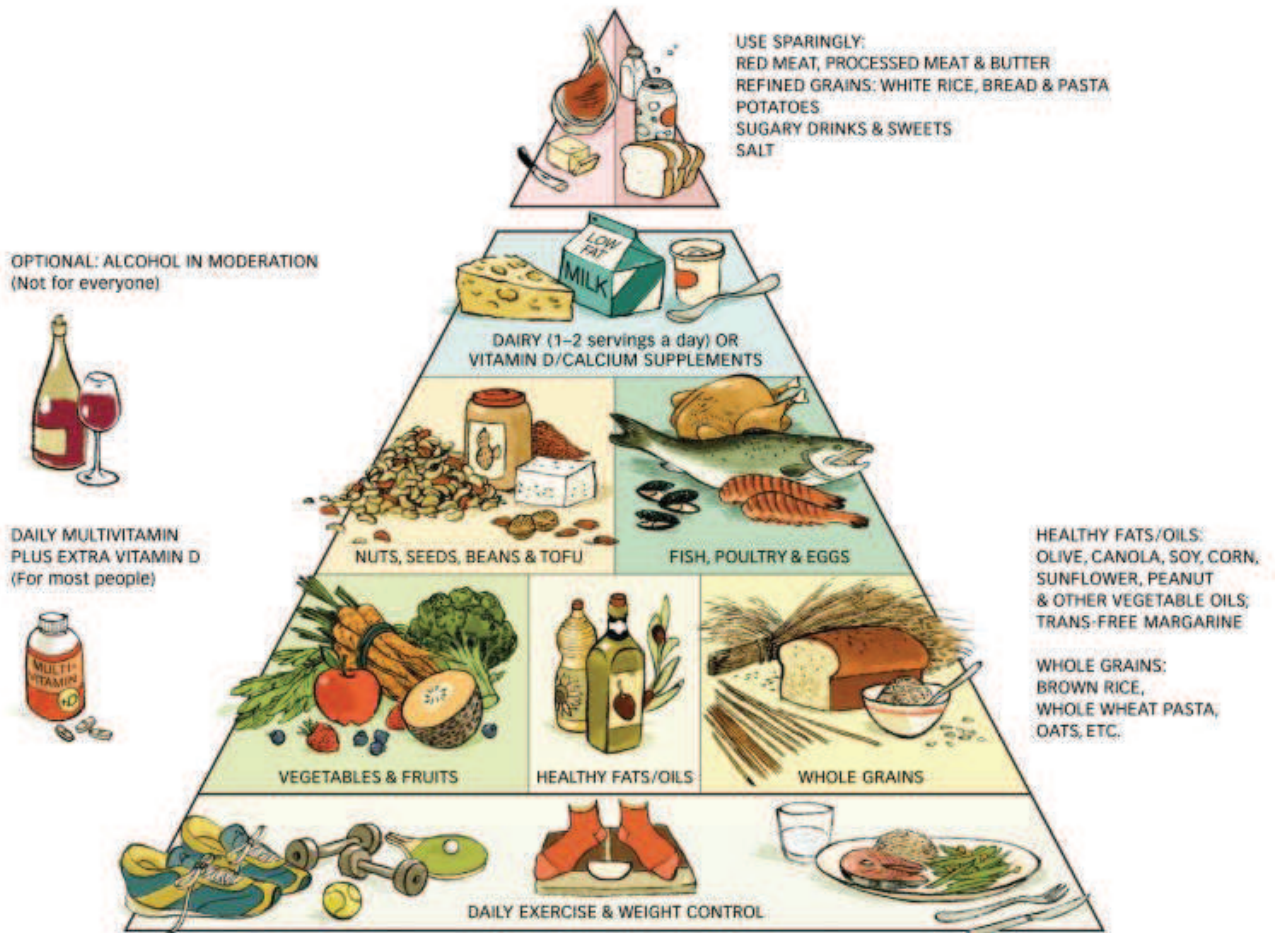 USE SPARINGLY:
RED MEAT, PROCESSED MEAT & BUTTER
REFINED GRAINS: WHITE RICE, BREAD & PASTA
POTATOES
SUGARY DRINKS & SWEETS
SALT
OPTIONAL: ALCOHOL IN MODERATION
(Not for everyone)
LOW
FAT
MILK
DAIRY (1–2 servings a day) OR
VITAMIN D/CALCIUM SUPPLEMENTS
NUTS, SEEDS, BEANS & TOFU
FISH, POULTRY & EGGS
DAILY MULTIVITAMIN
PLUS EXTRA VITAMIN D
(For most people)
MULTI-
VITAMIN
+D
HEALTHY FATS/OILS:
OLIVE, CANOLA, SOY, CORN,
SUNFLOWER, PEANUT
& OTHER VEGETABLE OILS;
TRANS-FREE MARGARINE
WHOLE GRAINS:
BROWN RICE,
WHOLE WHEAT PASTA,
OATS, ETC.
VEGETABLES & FRUITS
HEALTHY FATS/OILS
WHOLE GRAINS
DAILY EXERCISE & WEIGHT CONTROL